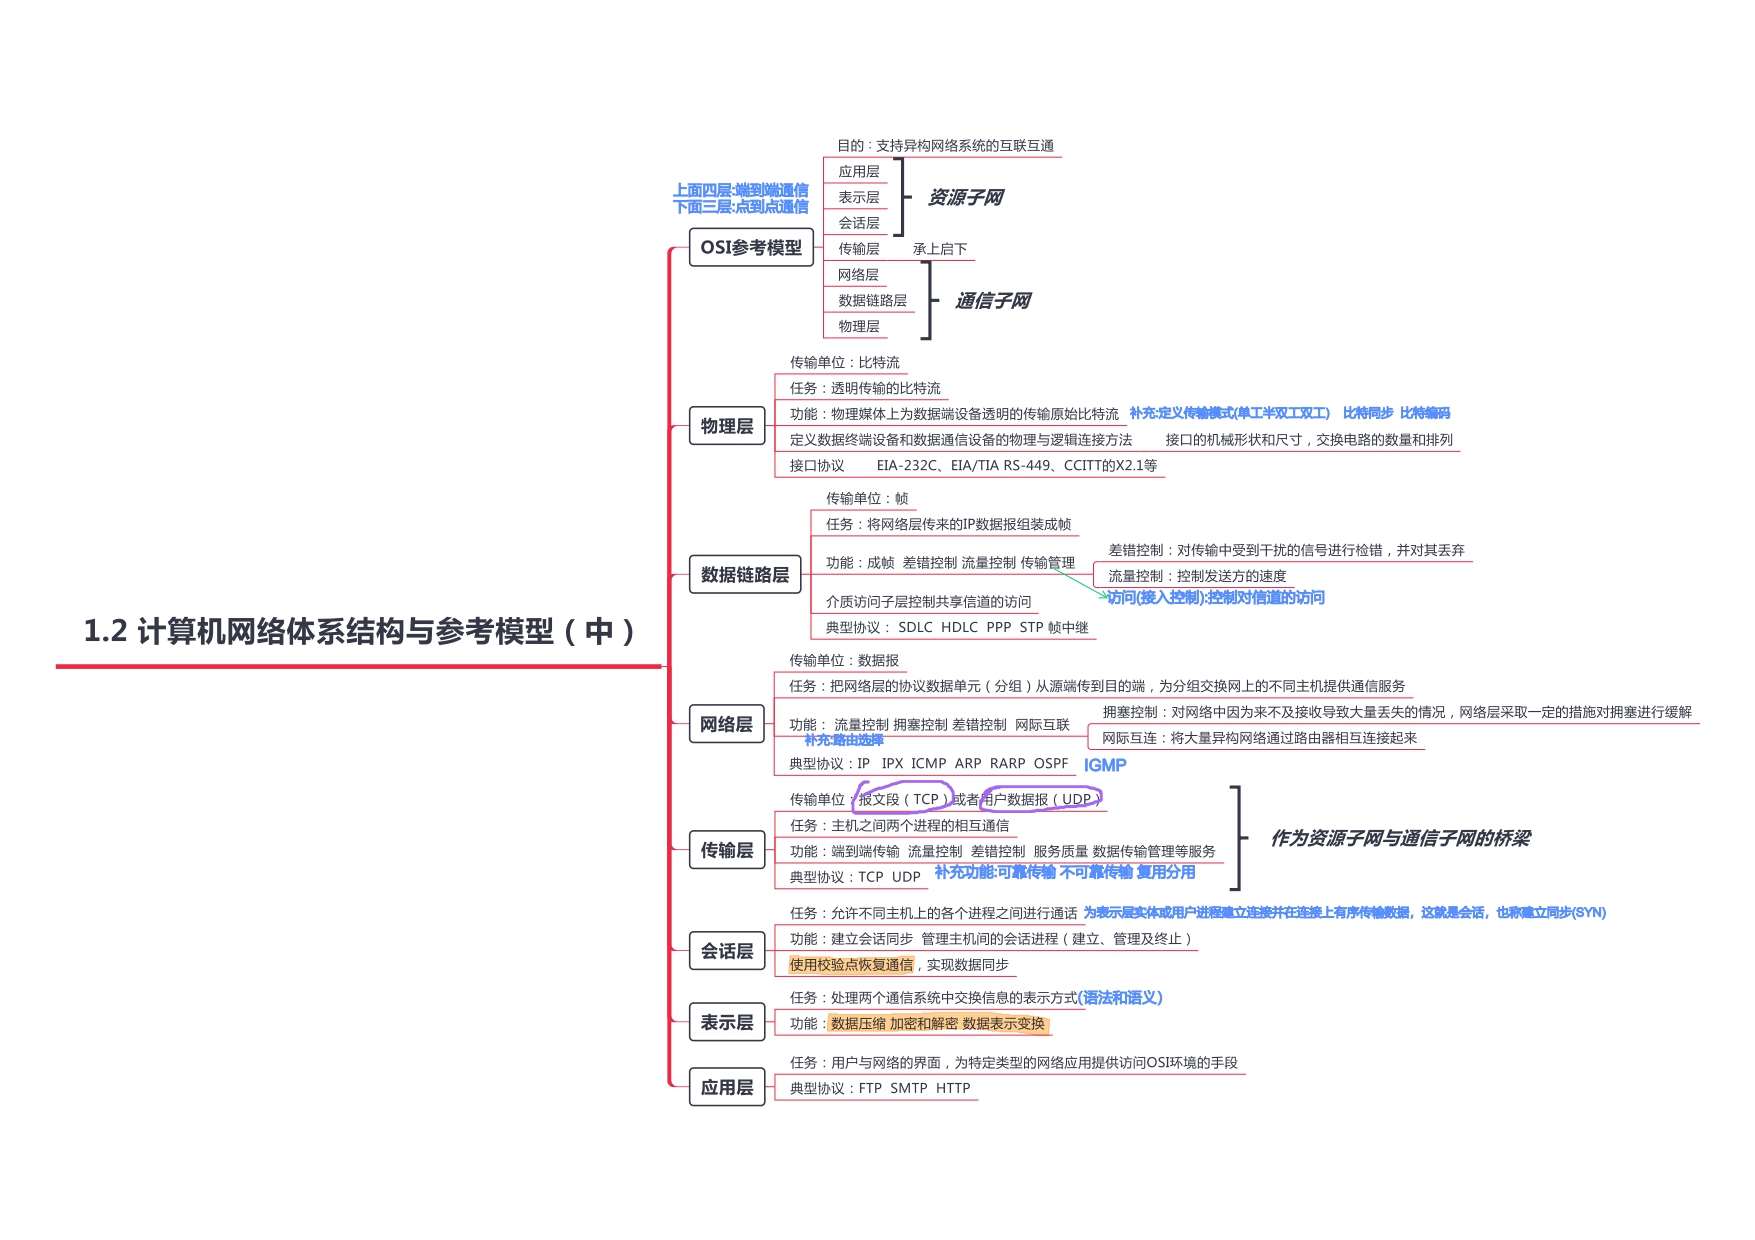 目的：支持异构网络系统的互联互通
应用层
上面四层:端到端通信
表示层
资源子网
下面三层:点到点通信
会话层
OSI参考模型
传输层 承上启下
网络层
数据链路层
通信子网
物理层
传输单位：比特流
任务：透明传输的比特流
功能：物理媒体上为数据端设备透明的传输原始比特流 补充:定义传输模式(单工半双工双工) 比特同步 比特编码
物理层
定义数据终端设备和数据通信设备的物理与逻辑连接方法 接口的机械形状和尺寸，交换电路的数量和排列
接口协议 EIA-232C、EIA/TIA RS-449、CCITT的X2.1等
传输单位：帧
任务：将网络层传来的IP数据报组装成帧
差错控制：对传输中受到干扰的信号进行检错，并对其丢弃
功能：成帧 差错控制 流量控制 传输管理
数据链路层
流量控制：控制发送方的速度
访问(接入控制):控制对信道的访问
介质访问子层控制共享信道的访问
典型协议： SDLC HDLC PPP STP 帧中继
1.2 计算机网络体系结构与参考模型（中）
传输单位：数据报
任务：把网络层的协议数据单元（分组）从源端传到目的端，为分组交换网上的不同主机提供通信服务
拥塞控制：对网络中因为来不及接收导致大量丢失的情况，网络层采取一定的措施对拥塞进行缓解
网络层
功能： 流量控制 拥塞控制 差错控制 网际互联
补充:路由选择
网际互连：将大量异构网络通过路由器相互连接起来
典型协议：IP IPX ICMP ARP RARP OSPF IGMP
传输单位：报文段（TCP）或者用户数据报（UDP）
任务：主机之间两个进程的相互通信
作为资源子网与通信子网的桥梁
传输层
功能：端到端传输 流量控制 差错控制 服务质量 数据传输管理等服务
补充功能:可靠传输 不可靠传输 复用分用
典型协议：TCP UDP
任务：允许不同主机上的各个进程之间进行通话 为表示层实体或用户进程建立连接并在连接上有序传输数据，这就是会话，也称建立同步(SYN)
功能：建立会话同步 管理主机间的会话进程（建立、管理及终止）
会话层
使用校验点恢复通信，实现数据同步
任务：处理两个通信系统中交换信息的表示方式(语法和语义)
表示层
功能：数据压缩 加密和解密 数据表示变换
任务：用户与网络的界面，为特定类型的网络应用提供访问OSI环境的手段
应用层
典型协议：FTP SMTP HTTP